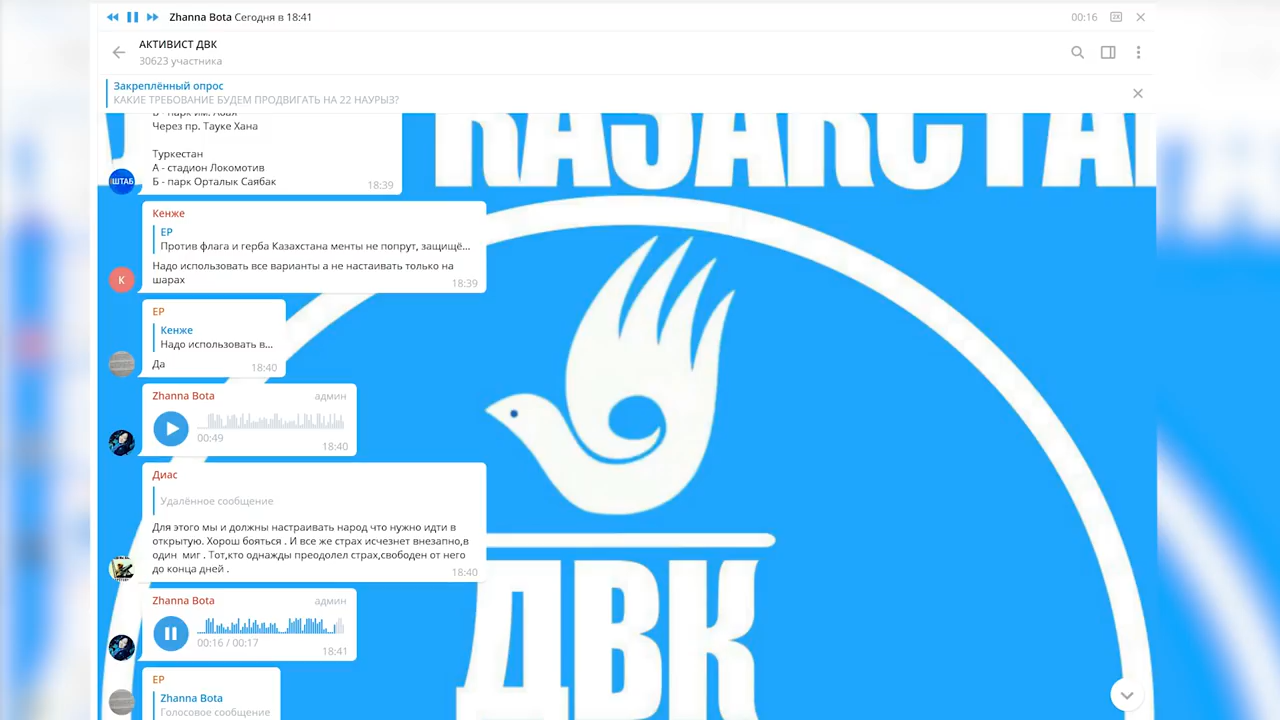 Zhanna Bota Сегодня в 18:41
00:16
2X
АКТИВИСТ ДВК
30623 участника
Закреплённый опрос
КАКИЕ ТРЕБОВАНИЕ БУДЕМ ПРОДВИГАТЬ НА 22 НАУРЫЗ?
Б - парк им. Абая
Через пр. Тауке Хана
Туркестан
А - стадион Локомотив
Б - парк Орталык Саябак
18:39
ШТАБ
Кенже
ЕР
Против флага и герба Казахстана менты не попрут, защищё...
Надо использовать все варианты а не настаивать только на
шарах
18:39
К
ЕР
Кенже
Надо использовать в...
Да
18:40
Zhanna Bota админ
00:49
18:40
Диас
Удалённое сообщение
Для этого мы и должны настраивать народ что нужно идти в
открытую. Хорош бояться . И все же страх исчезнет внезапно,в
один миг . Тот,кто однажды преодолел страх,свободен от него
до конца дней .
18:40
Zhanna Bota админ
00:16 / 00:17
18:41
ЕР
Zhanna Bota
Голосовое сообщение
ҚАЗАҚСТАН
ДВК